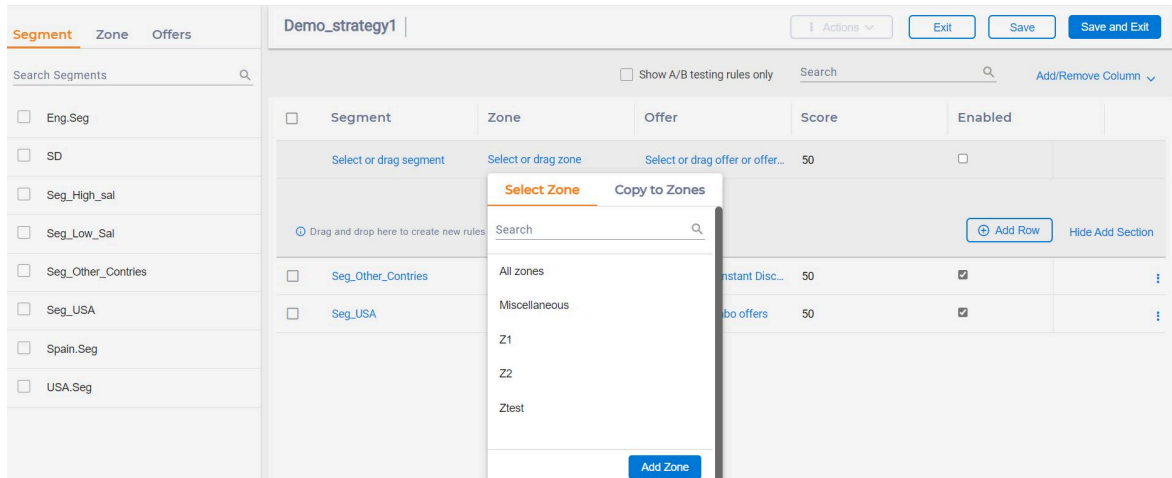 Segment Zone Offers
Search Segments
Eng.Seg
SD
Seg_High_sal
Seg_Low_Sal
Seg_Other_Contries
Seg_USA
Spain.Seg
USA.Seg
Demo_strategy1
Actions Exit Save Save and Exit
Show A/B testing rules only Search Add/Remove Column
Segment Zone Offer Score Enabled
Select or drag segment Select or drag zone Select or drag offer or offer... 50
Select Zone Copy to Zones
Search
All zones
Miscellaneous
Z1
Z2
Ztest
Add Zone
Drag and drop here to create new rules Add Row Hide Add Section
Seg_Other_Contries nstant Disc... 50
Seg_USA bo offers 50